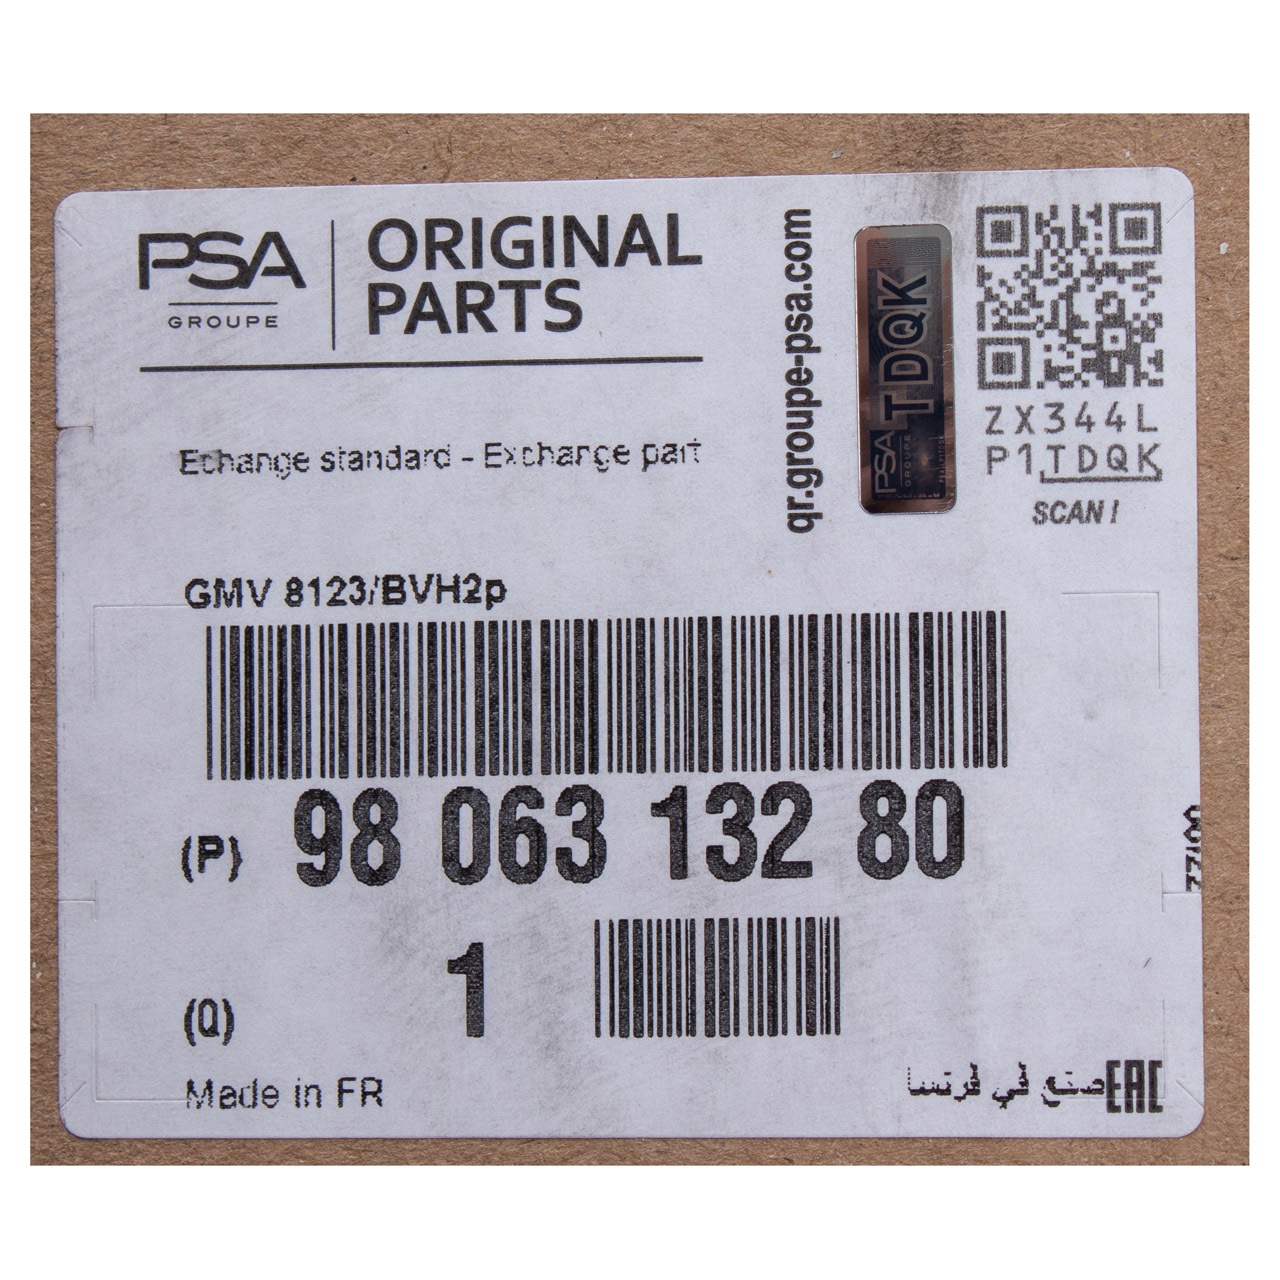 PSA
GROUPE
ORIGINAL
PARTS
qr.groupe-psa.com
TDQK
PSA
GROUPE
ZX344L
P1TDQK
SCAN!
Echange standard - Exchange part
GMV 8123/BVH2p
(P) 98 063 132 80
(Q) 1
Made in FR
صنع في فرنسا
EAC